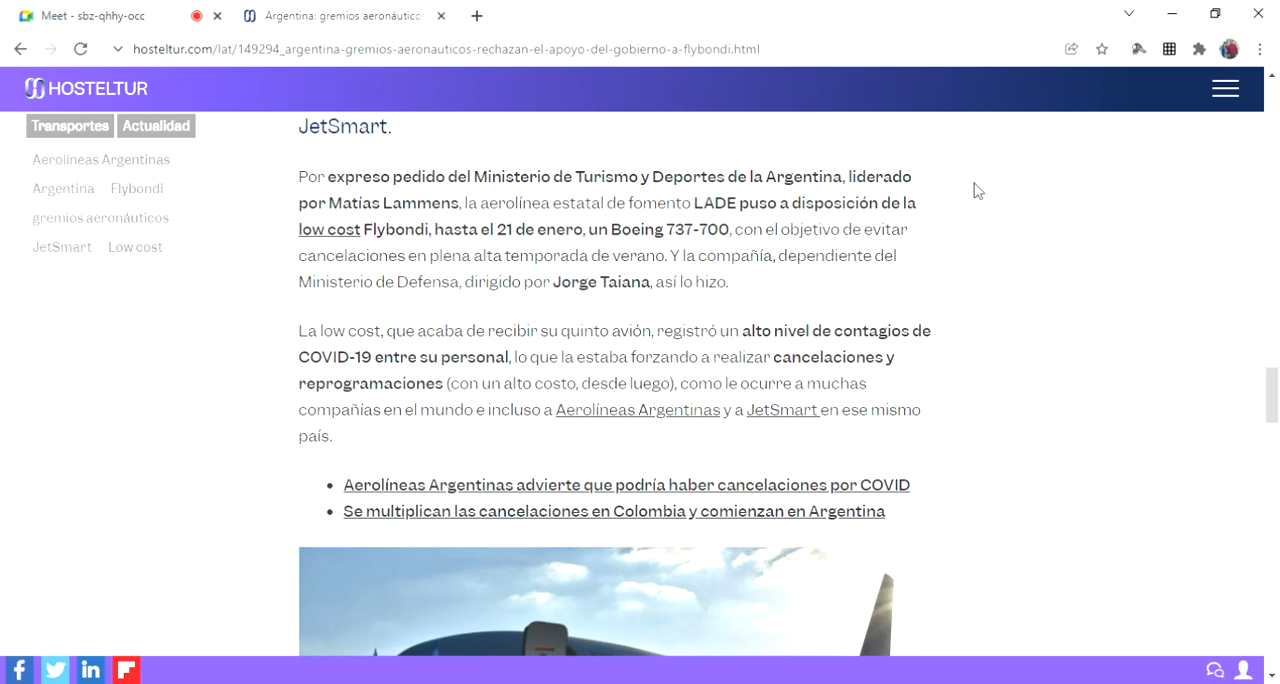 Meet - sbz-qhhy-occ
Argentina: gremios aeronáutico
hosteltur.com/lat/149294_argentina-gremios-aeronauticos-rechazan-el-apoyo-del-gobierno-a-flybondi.html
HOSTELTUR
Transportes Actualidad
Aerolíneas Argentinas
Argentina Flybondi
gremios aeronáuticos
JetSmart Low cost
JetSmart.
Por expreso pedido del Ministerio de Turismo y Deportes de la Argentina, liderado
por Matías Lammens, la aerolínea estatal de fomento LADE puso a disposición de la
low cost Flybondi, hasta el 21 de enero, un Boeing 737-700, con el objetivo de evitar
cancelaciones en plena alta temporada de verano. Y la compañía, dependiente del
Ministerio de Defensa, dirigido por Jorge Taiana, así lo hizo.
La low cost, que acaba de recibir su quinto avión, registró un alto nivel de contagios de
COVID-19 entre su personal, lo que la estaba forzando a realizar cancelaciones y
reprogramaciones (con un alto costo, desde luego), como le ocurre a muchas
compañías en el mundo e incluso a Aerolíneas Argentinas y a JetSmart en ese mismo
país.
• Aerolíneas Argentinas advierte que podría haber cancelaciones por COVID
• Se multiplican las cancelaciones en Colombia y comienzan en Argentina